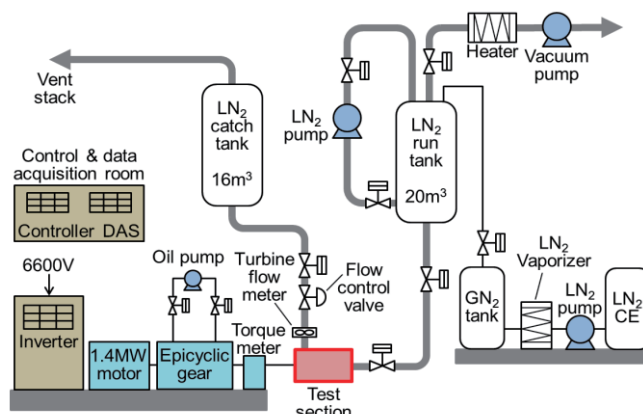 Vent
stack
LN2
catch
tank
16m3
LN2
pump
Heater
Vacuum
pump
LN2
run
tank
20m3
Control & data
acquisition room
Controller DAS
6600V
Inverter
Oil pump
1.4MW
motor
Epicyclic
gear
Turbine
flow
meter
Torque
meter
Flow
control
valve
Test
section
GN2
tank
LN2
Vaporizer
LN2
pump
LN2
CE